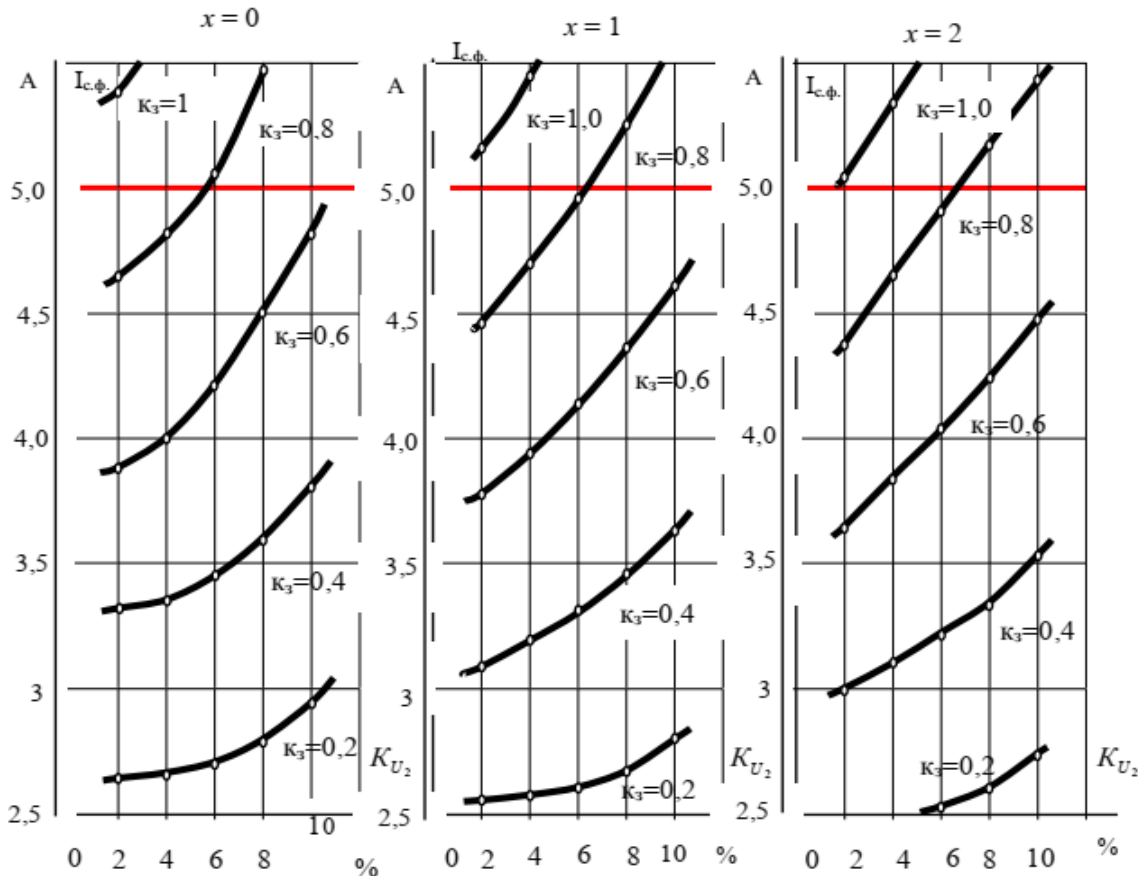 x = 0
А
Iс.ф.
кз=1
кз=0,8
5,0
4,5
кз=0,6
4,0
3,5
кз=0,4
3
кз=0,2
KU2
2,5
10
0 2 4 6 8 %
x = 1
Iс.ф.
А
кз=1,0
кз=0,8
5,0
4,5
кз=0,6
4,0
3,5
кз=0,4
3
кз=0,2
KU2
2,5
0 2 4 6 8 10 %
x = 2
А
Iс.ф.
кз=1,0
5,0
кз=0,8
4,5
кз=0,6
4,0
3,5
кз=0,4
3
кз=0,2
KU2
2,5
0 2 4 6 8 10 %